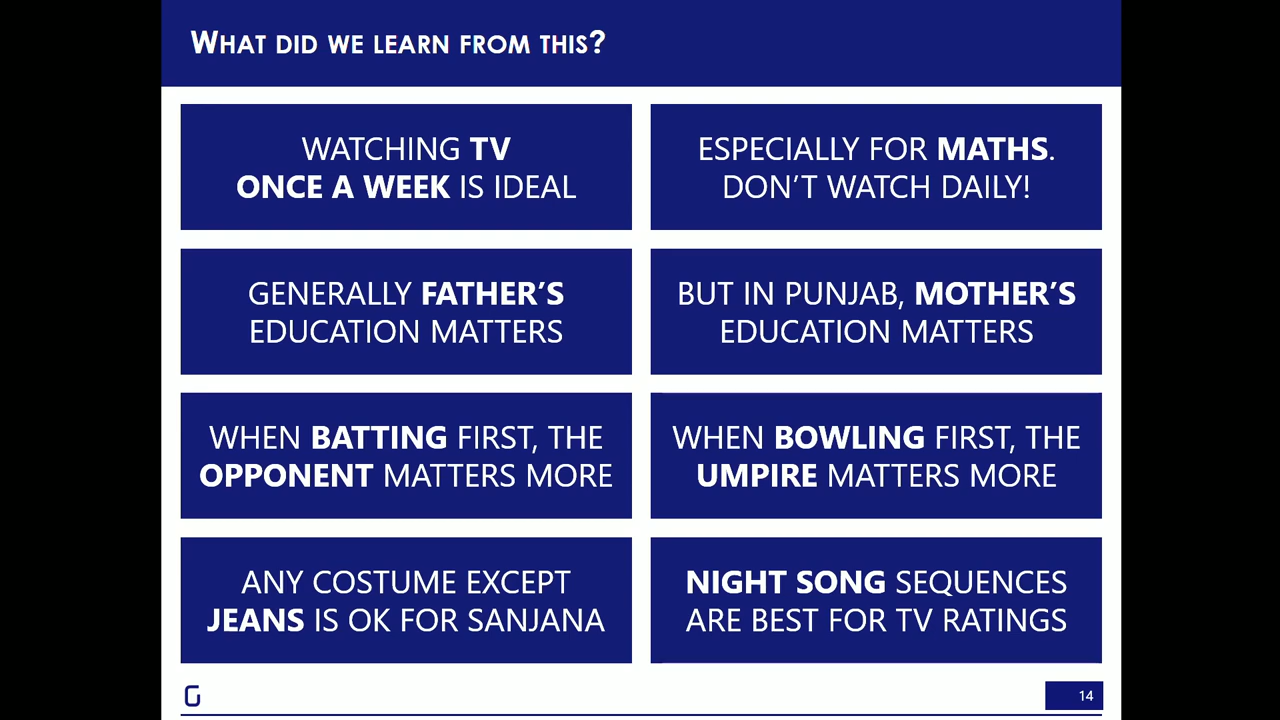 WHAT DID WE LEARN FROM THIS?
WATCHING TV
ONCE A WEEK IS IDEAL
ESPECIALLY FOR MATHS.
DON'T WATCH DAILY!
GENERALLY FATHER'S
EDUCATION MATTERS
BUT IN PUNJAB, MOTHER'S
EDUCATION MATTERS
WHEN BATTING FIRST, THE
OPPONENT MATTERS MORE
WHEN BOWLING FIRST, THE
UMPIRE MATTERS MORE
ANY COSTUME EXCEPT
JEANS IS OK FOR SANJANA
NIGHT SONG SEQUENCES
ARE BEST FOR TV RATINGS
G
14